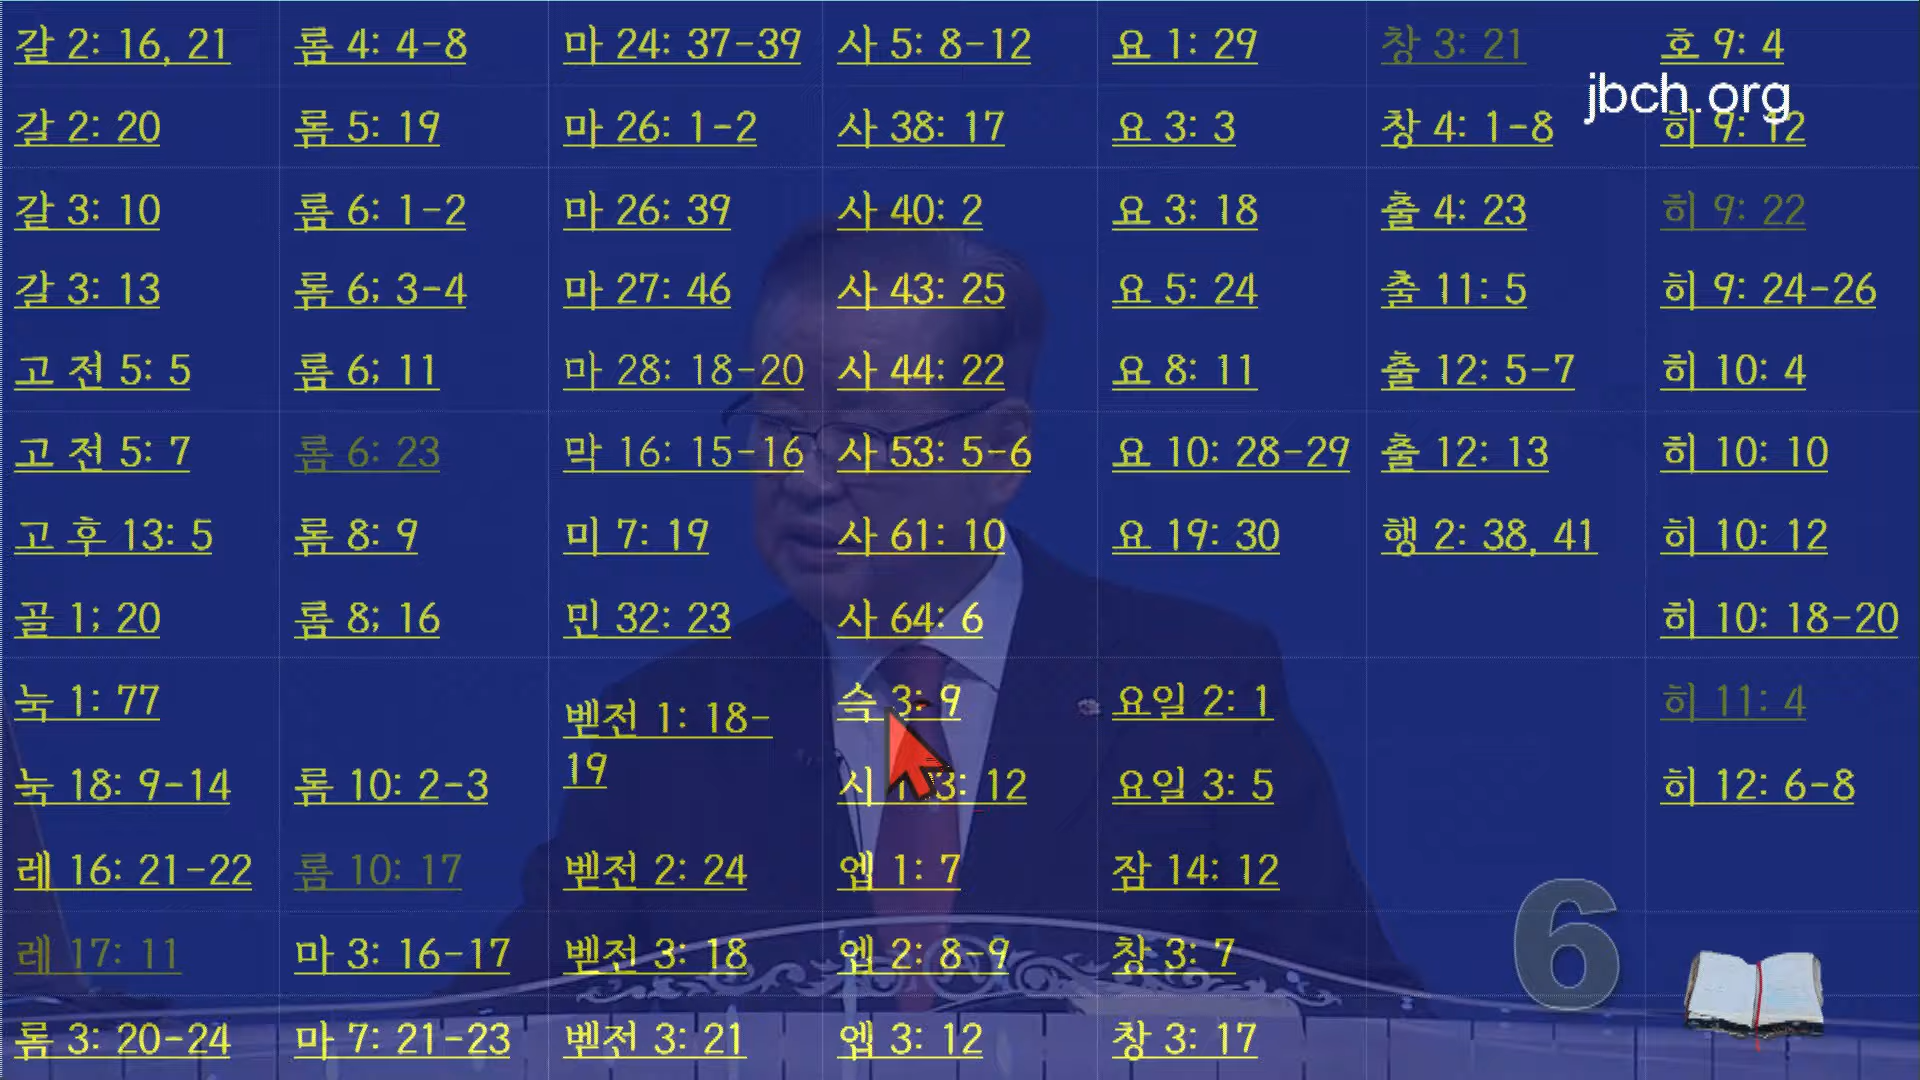 갈 2: 16, 21 롬 4: 4-8 마 24: 37-39 사 5: 8-12 요 1: 29 창 3: 21 호 9: 4
jbch.org
갈 2: 20 롬 5: 19 마 26: 1-2 사 38: 17 요 3: 3 창 4: 1-8 히 9: 12
갈 3: 10 롬 6: 1-2 마 26: 39 사 40: 2 요 3: 18 출 4: 23 히 9: 22
갈 3: 13 롬 6; 3-4 마 27: 46 사 43: 25 요 5: 24 출 11: 5 히 9: 24-26
고 전 5: 5 롬 6; 11 마 28: 18-20 사 44: 22 요 8: 11 출 12: 5-7 히 10: 4
고 전 5: 7 롬 6: 23 막 16: 15-16 사 53: 5-6 요 10: 28-29 출 12: 13 히 10: 10
고 후 13: 5 롬 8: 9 미 7: 19 사 61: 10 요 19: 30 행 2: 38, 41 히 10: 12
골 1; 20 롬 8; 16 민 32: 23 사 64: 6 히 10: 18-20
눅 1: 77 벧전 1: 18-19 슥 3: 9 요일 2: 1 히 11: 4
눅 18: 9-14 롬 10: 2-3 시 3: 12 요일 3: 5 히 12: 6-8
레 16: 21-22 롬 10: 17 벧전 2: 24 엡 1: 7 잠 14: 12
레 17: 11 마 3: 16-17 벧전 3: 18 엡 2: 8-9 창 3: 7
6
롬 3: 20-24 마 7: 21-23 벧전 3: 21 엡 3: 12 창 3: 17